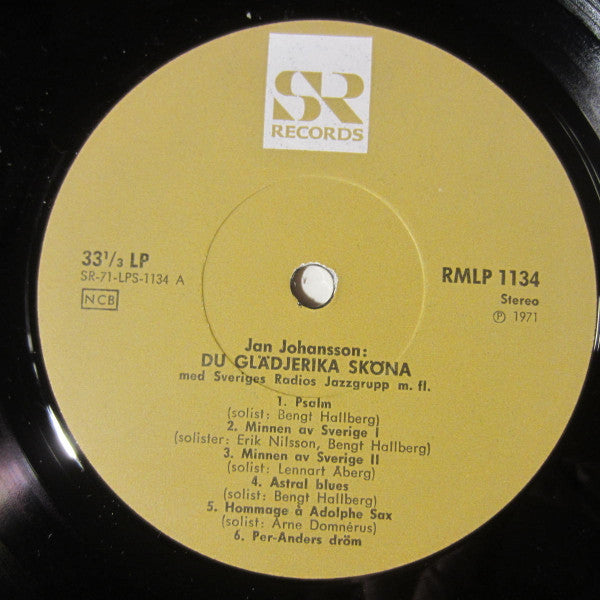 SR
RECORDS
33⅓ LP
SR-71-LPS-1134 A
NCB
RMLP 1134
Stereo
Ⓟ 1971
Jan Johansson:
DU GLÄDJERIKA SKÖNA
med Sveriges Radios Jazzgrupp m. fl.
1. Psalm
(solist: Bengt Hallberg)
2. Minnen av Sverige I
(solister: Erik Nilsson, Bengt Hallberg)
3. Minnen av Sverige II
(solist: Lennart Åberg)
4. Astral blues
(solist: Bengt Hallberg)
5. Hommage à Adolphe Sax
(solist: Arne Domnérus)
6. Per-Anders dröm